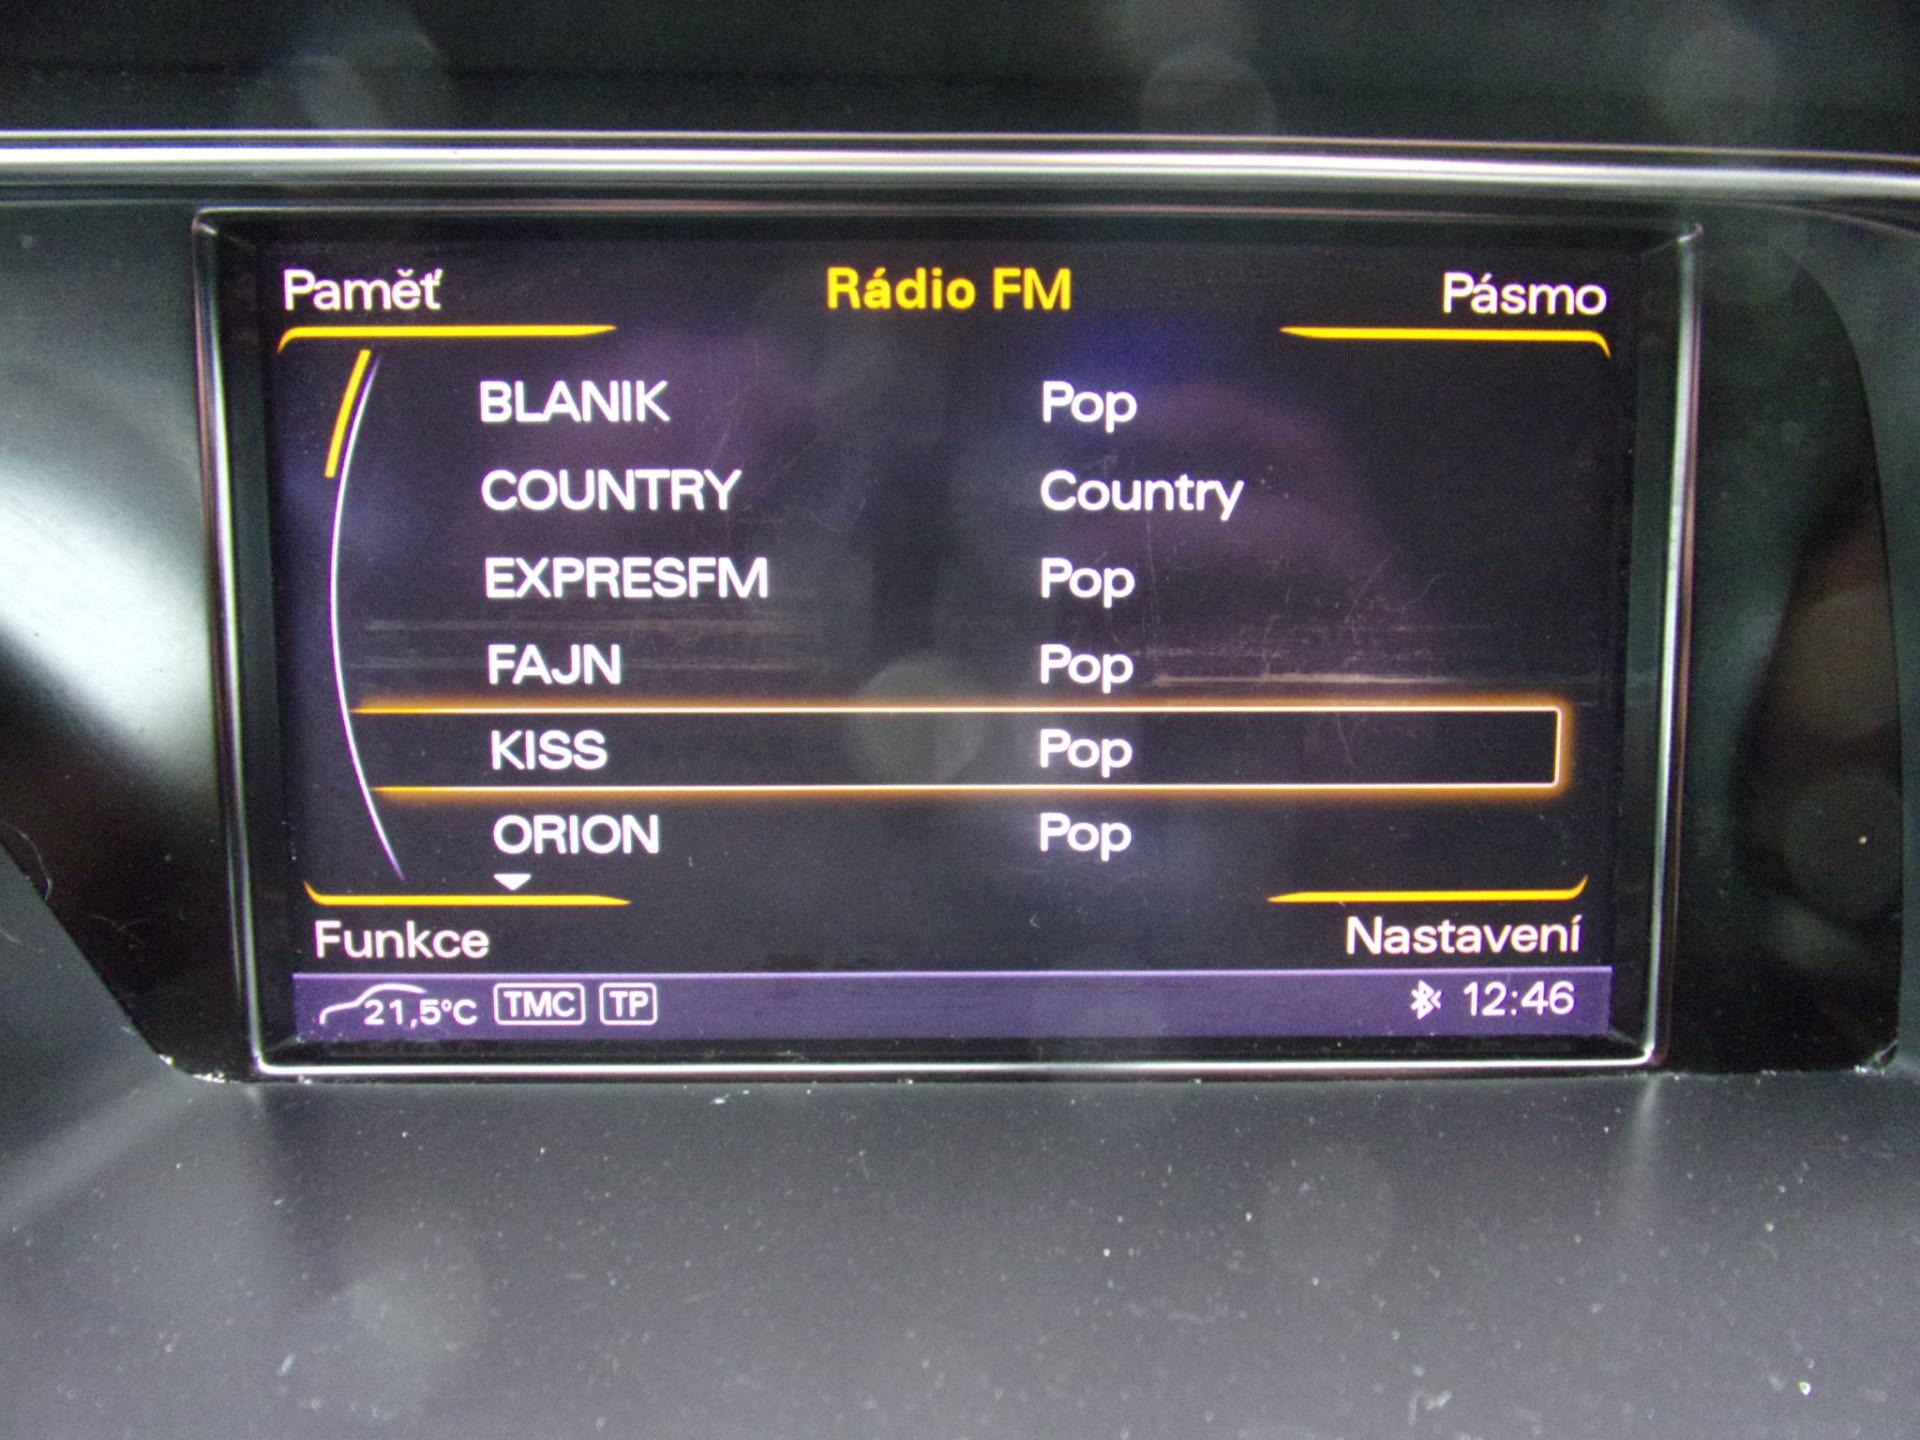 Paměť Rádio FM Pásmo
BLANIK Pop
COUNTRY Country
EXPRESFM Pop
FAJN Pop
KISS Pop
ORION Pop
Funkce Nastavení
21,5°C TMC TP 12:46